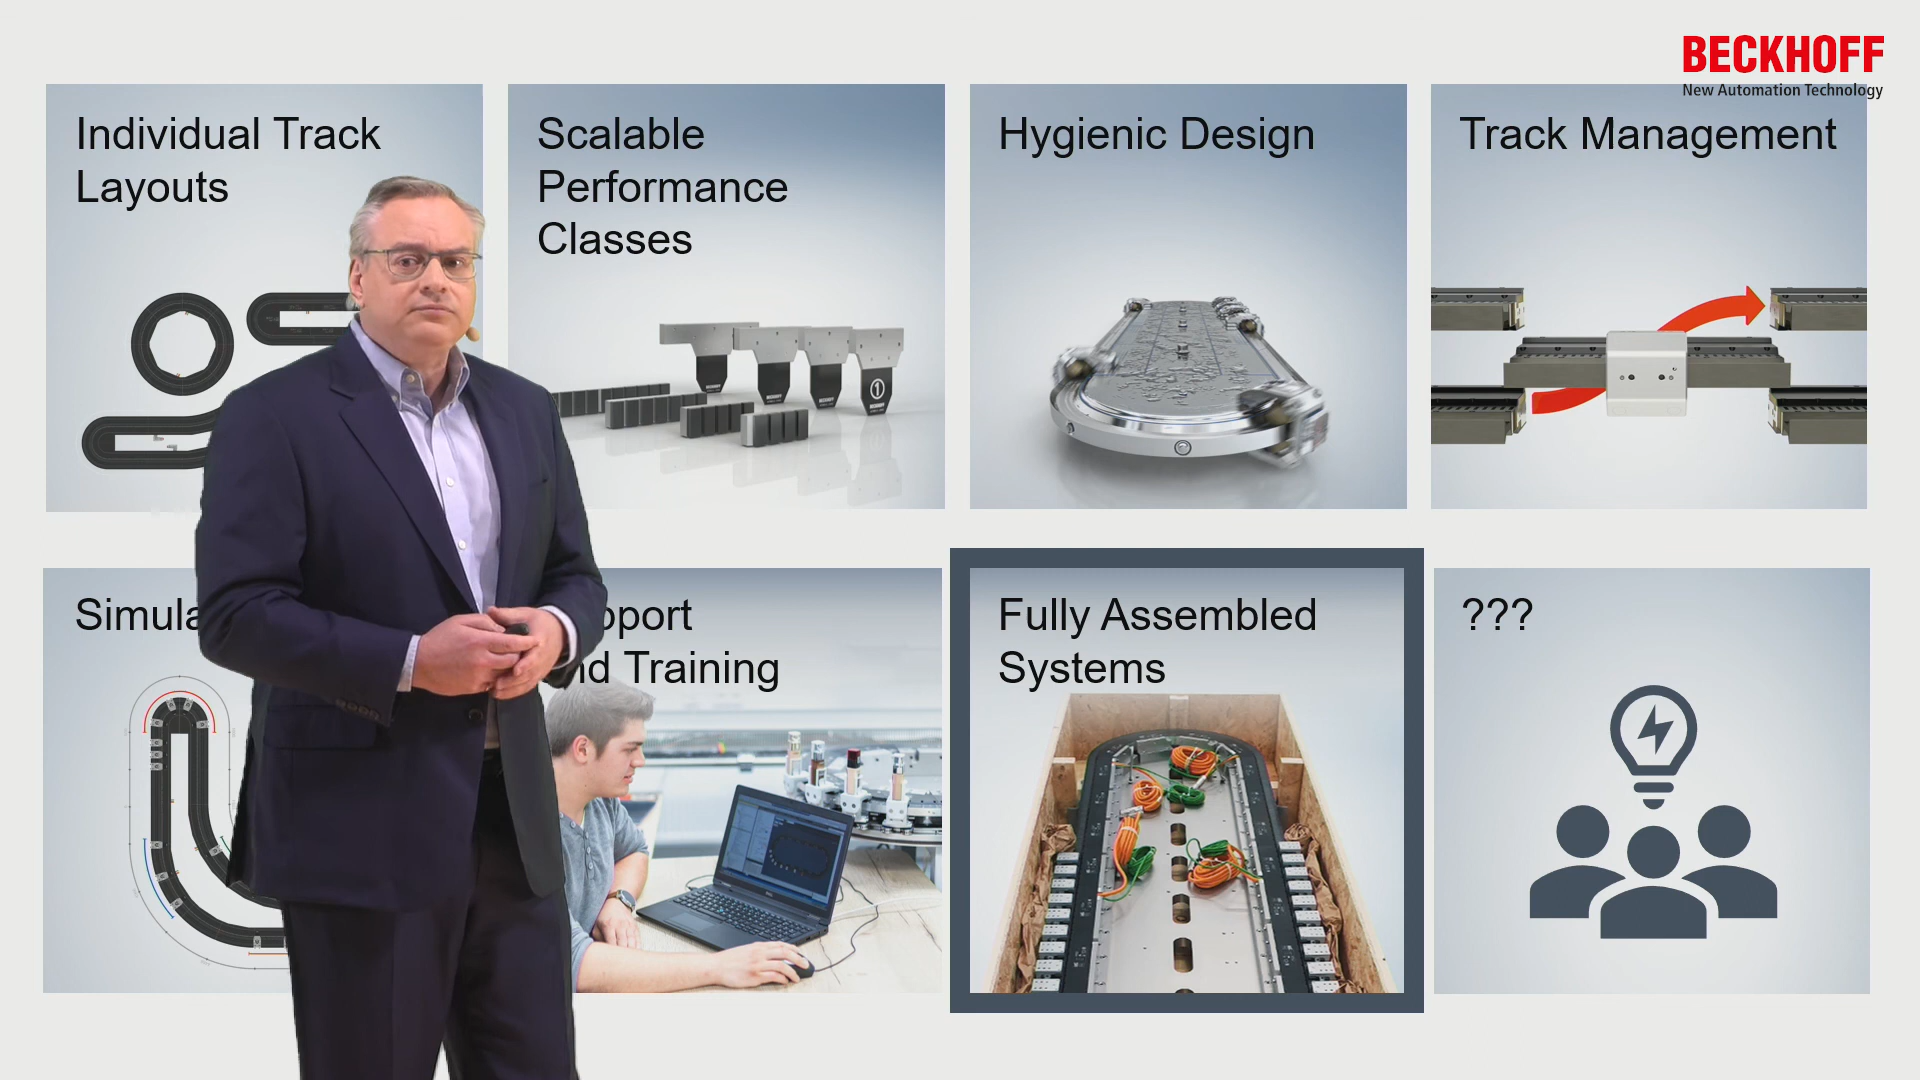 BECKHOFF
New Automation Technology
Individual Track
Layouts
Scalable
Performance
Classes
Hygienic Design
Track Management
Simula
pport
nd Training
Fully Assembled
Systems
???